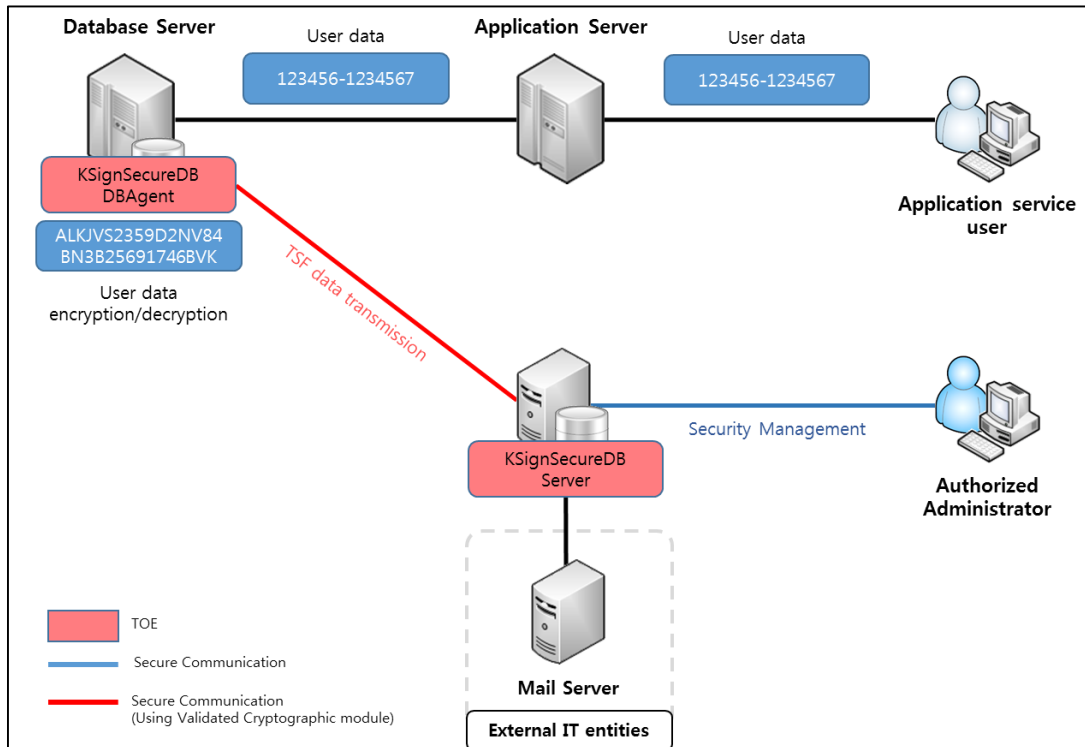 Database Server
User data
Application Server
User data
123456-1234567
123456-1234567
KSignSecureDB
DBAgent
Application service
user
ALKJVS2359D2NV84
BN3B25691746BVK
User data
encryption/decryption
TSF data transmission
Security Management
KSignSecureDB
Server
Authorized
Administrator
TOE
Secure Communication
Secure Communication
(Using Validated Cryptographic module)
Mail Server
External IT entities